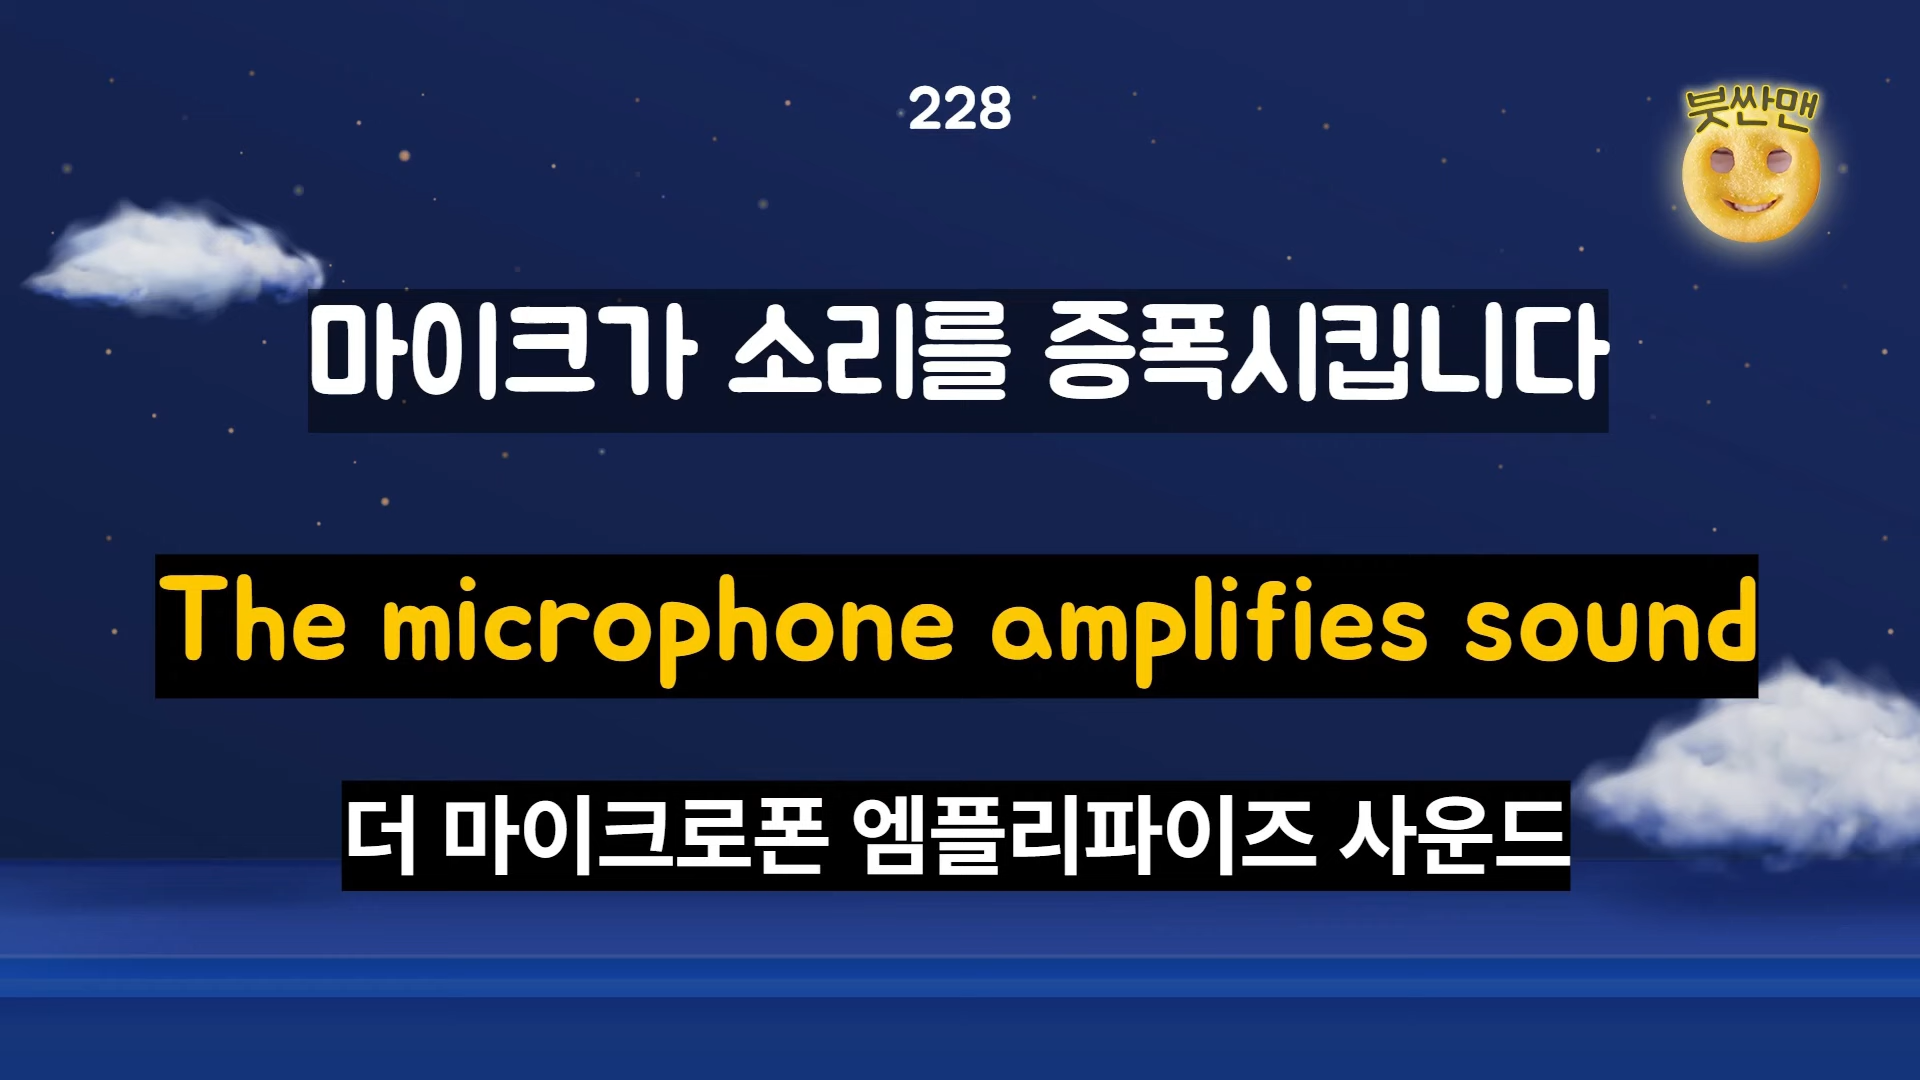 228
붓싼맨
마이크가 소리를 증폭시킵니다
The microphone amplifies sound
더 마이크로폰 엠플리파이즈 사운드